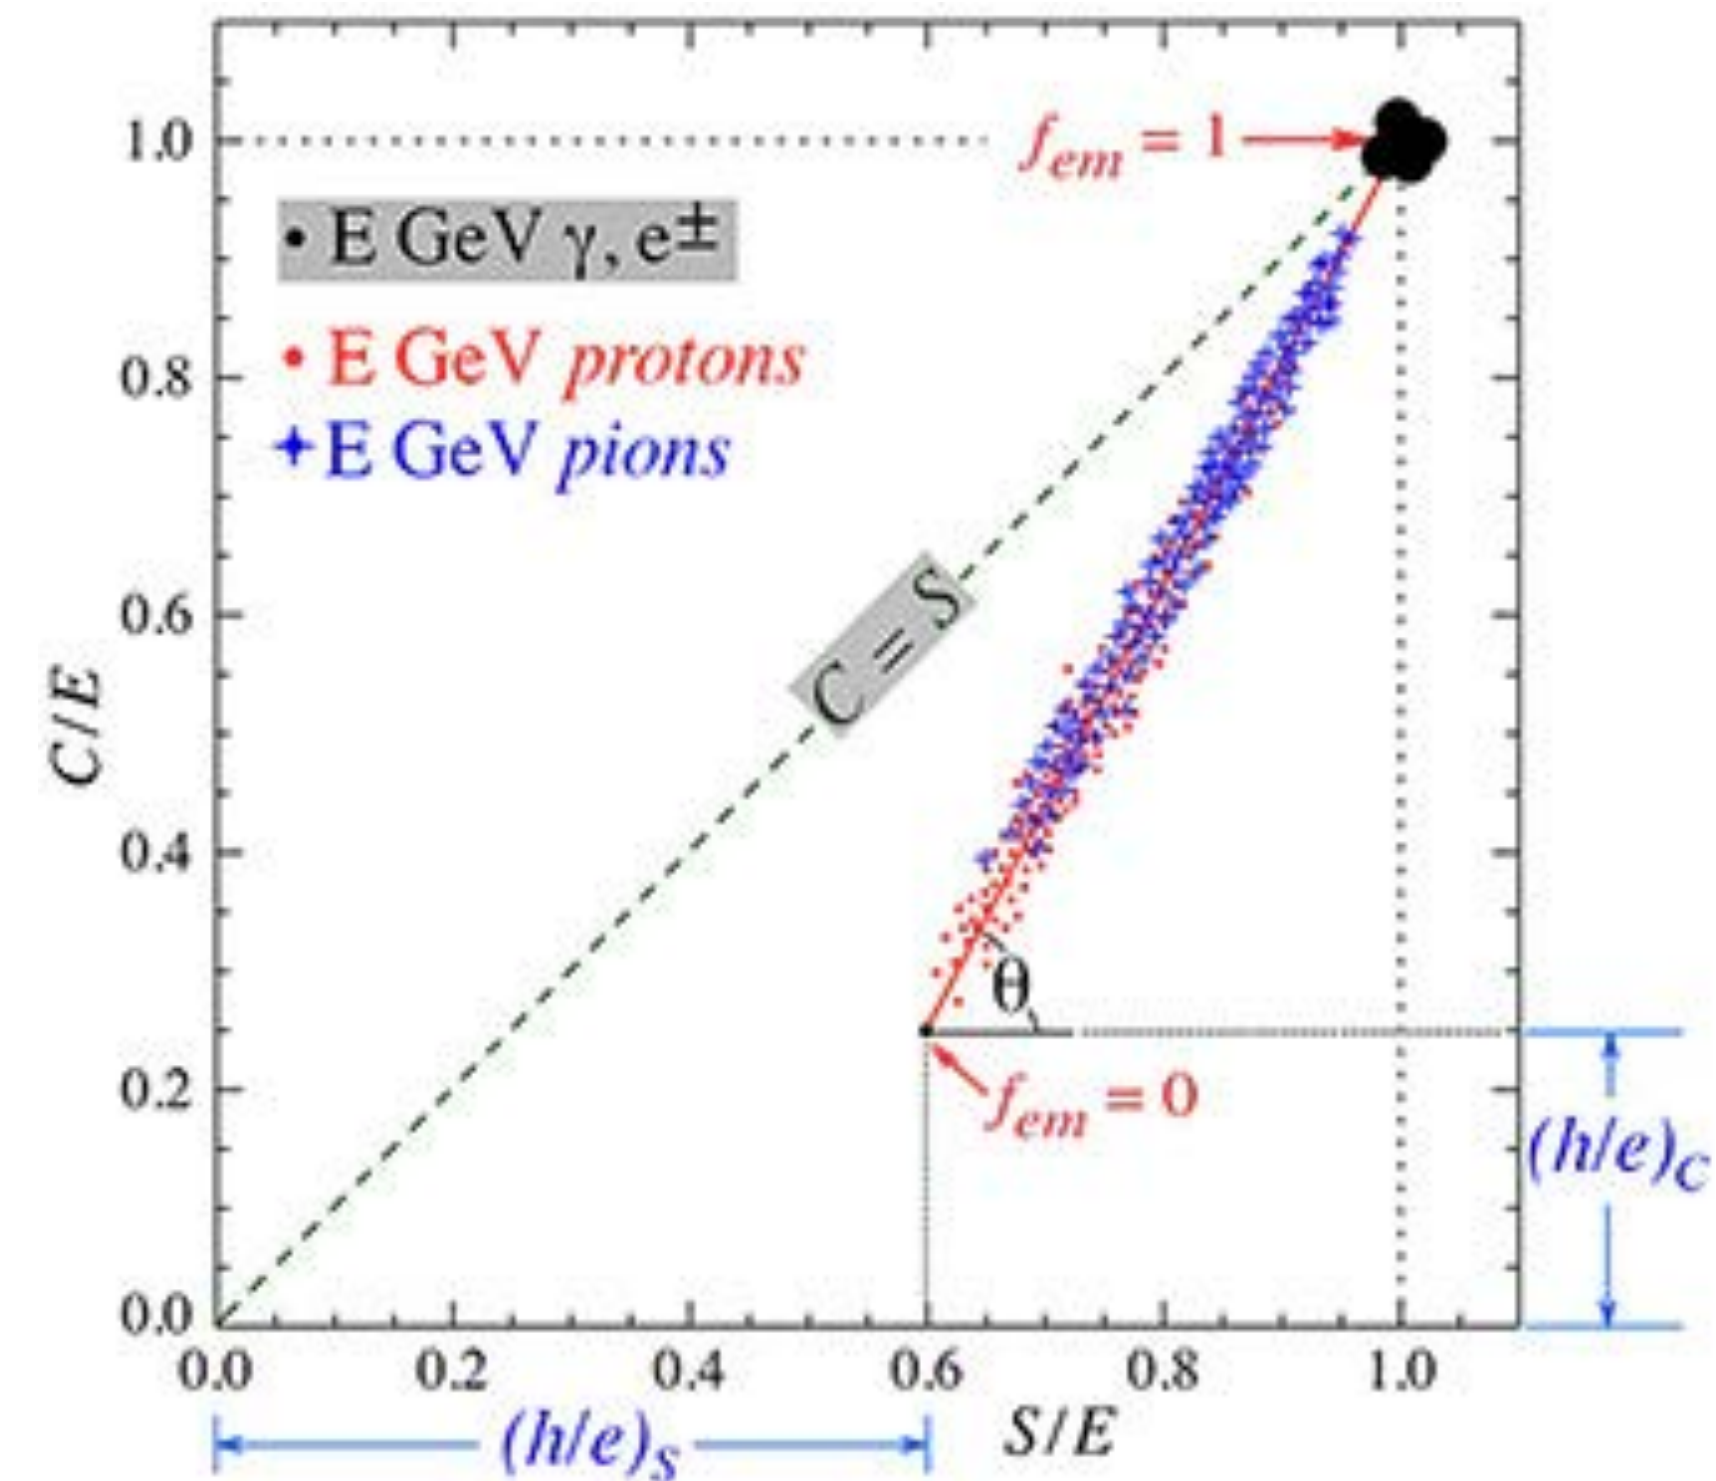 1.0
f_em = 1
• E GeV γ, e±
• E GeV protons
+ E GeV pions
0.8
C = S
0.6
C/E
0.4
θ
f_em = 0
0.2
(h/e)_C
0.0
0.0 0.2 0.4 0.6 0.8 1.0
(h/e)_S
S/E